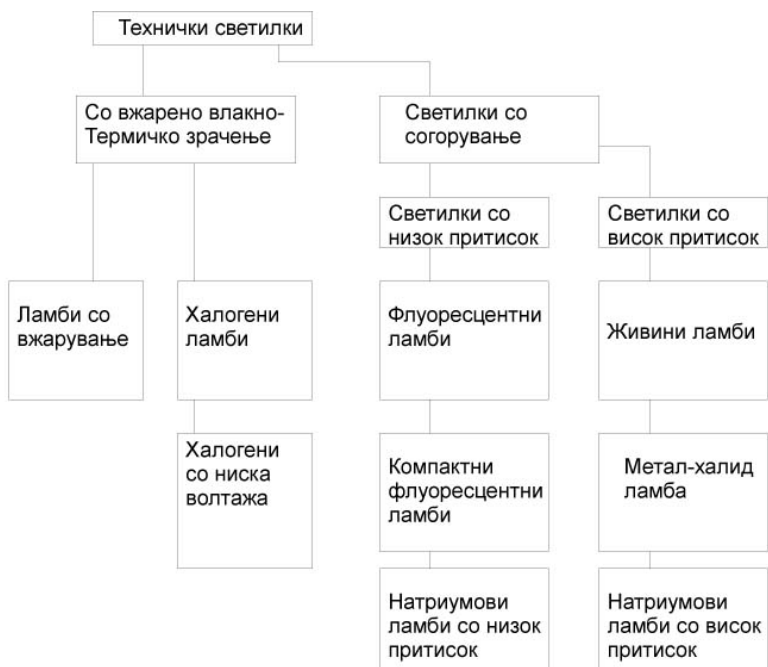 Технички светилки
Со вжарено влакно-
Термичко зрачење
Светилки со
согорување
Светилки со
низок притисок
Светилки со
висок притисок
Ламби со
вжарување
Халогени
ламби
Флуоресцентни
ламби
Живини ламби
Халогени
со ниска
волтажа
Компактни
флуоресцентни
ламби
Метал-халид
ламба
Натриумови
ламби со низок
притисок
Натриумови
ламби со висок
притисок